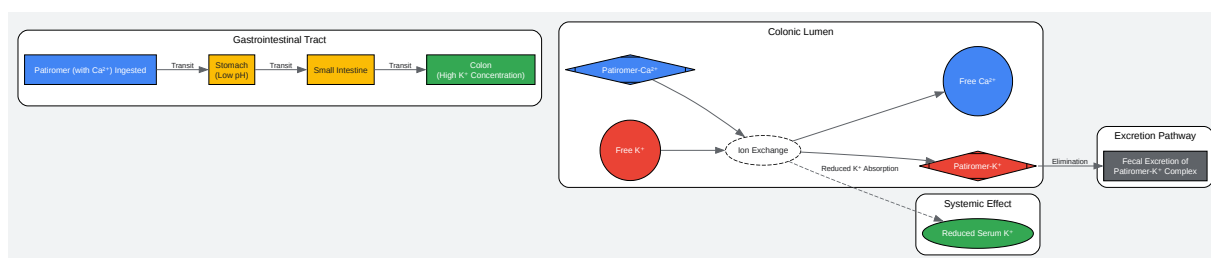 Gastrointestinal Tract
Patiromer (with Ca²⁺) Ingested
Transit
Stomach
(Low pH)
Transit
Small Intestine
Transit
Colon
(High K⁺ Concentration)
Colonic Lumen
Patiromer-Ca²⁺
Free K⁺
Ion Exchange
Free Ca²⁺
Patiromer-K⁺
Reduced K⁺ Absorption
Elimination
Excretion Pathway
Fecal Excretion of
Patiromer-K⁺ Complex
Systemic Effect
Reduced Serum K⁺